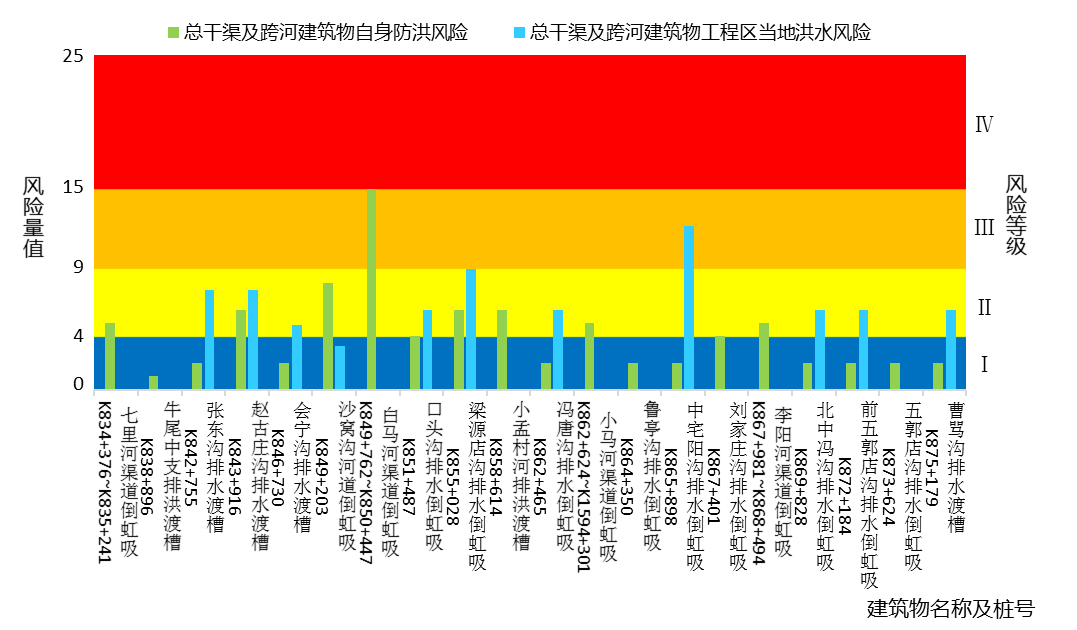 总干渠及跨河建筑物自身防洪风险
总干渠及跨河建筑物工程区当地洪水风险
25
15
9
4
0
风险量值
Ⅳ
Ⅲ
Ⅱ
Ⅰ
风险等级
K834+376~K835+241
七里河渠道倒虹吸
K838+896
牛尾中支排洪渡槽
K842+755
张东沟排水渡槽
K843+916
赵古庄沟排水渡槽
K846+730
会宁沟排水渡槽
K849+203
沙窝沟河道倒虹吸
K849+762~K850+447
白马河渠道倒虹吸
K851+487
口头沟排水倒虹吸
K855+028
梁源店沟排水倒虹吸
K858+614
小孟村河排洪渡槽
K862+465
冯唐沟排水倒虹吸
K862+624~K1594+301
小马河渠道倒虹吸
K864+350
鲁亭沟排水倒虹吸
K865+898
中宅阳沟排水倒虹吸
K867+401
刘家庄沟排水倒虹吸
K867+981~K868+494
李阳河渠道倒虹吸
K869+828
北中冯沟排水倒虹吸
K872+184
前五郭店沟排水倒虹吸
K873+624
五郭店沟排水倒虹吸
K875+179
曹骂沟排水渡槽
建筑物名称及桩号